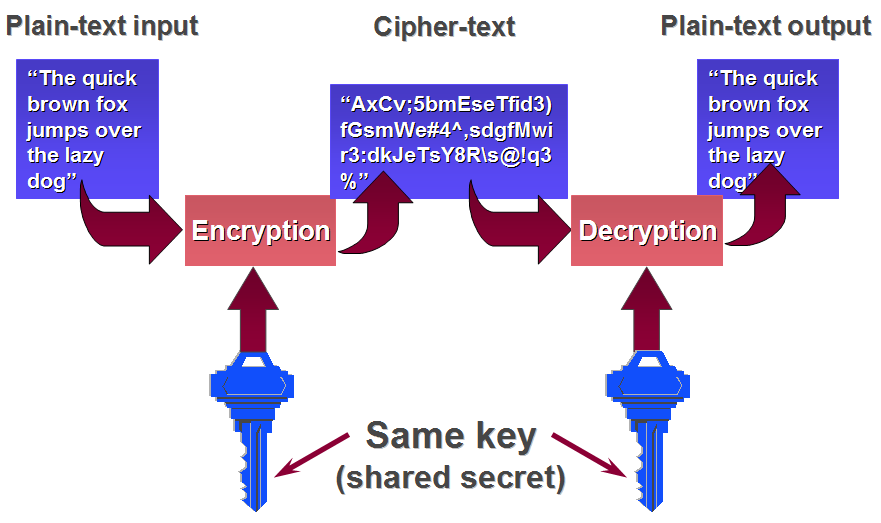 Plain-text input
Cipher-text
Plain-text output
“The quick
brown fox
jumps over
the lazy
dog”
“AxCv;5bmEseTfid3)
fGsmWe#4^,sdgfMwi
r3:dkJeTsY8R\s@!q3
%”
“The quick
brown fox
jumps over
the lazy
dog”
Encryption
Decryption
Same key
(shared secret)